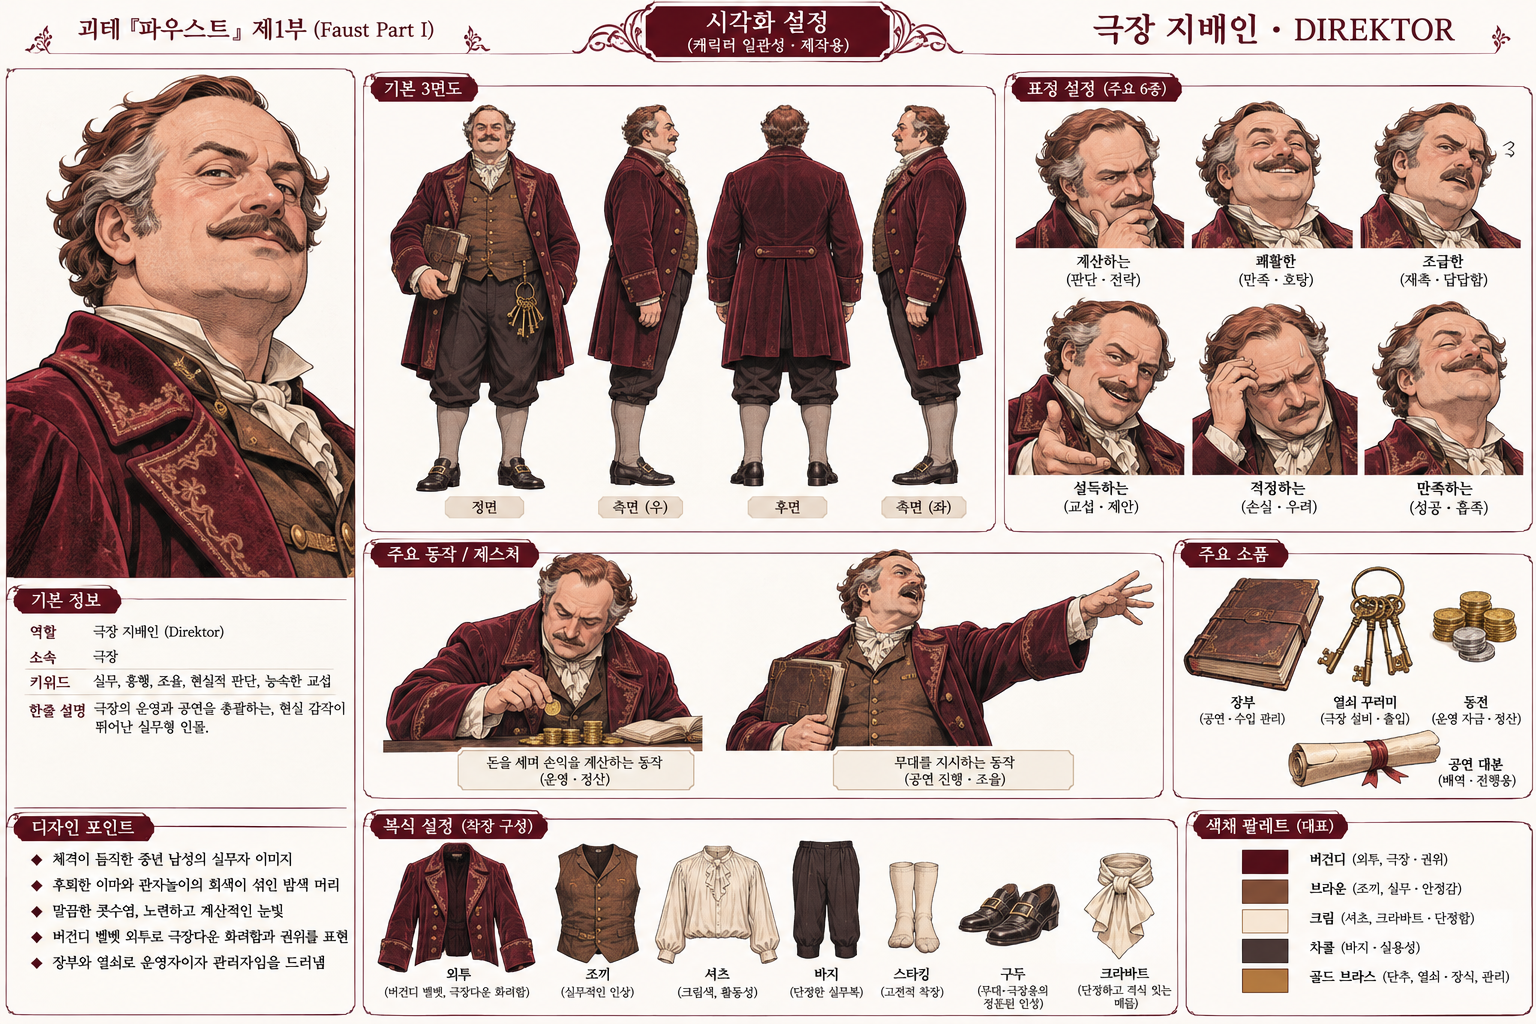 괴테 『파우스트』 제1부 (Faust Part I)
시각화 설정
(캐릭터 일관성 · 제작용)
극장 지배인 · DIREKTOR
기본 3면도
정면
측면 (우)
후면
측면 (좌)
표정 설정 (주요 6종)
계산하는
(판단 · 전략)
쾌활한
(만족 · 호탕)
조급한
(재촉 · 답답함)
설득하는
(교섭 · 제안)
적정하는
(손실 · 우려)
만족하는
(성공 · 흡족)
기본 정보
역할 극장 지배인 (Direktor)
소속 극장
키워드 실무, 흥행, 조율, 현실적 판단, 능숙한 교섭
한줄 설명 극장의 운영과 공연을 총괄하는, 현실 감각이
뛰어난 실무형 인물.
디자인 포인트
◆ 체격이 듬직한 중년 남성의 실무자 이미지
◆ 후퇴한 이마와 관자놀이의 회색이 섞인 밤색 머리
◆ 말끔한 콧수염, 노련하고 계산적인 눈빛
◆ 버건디 벨벳 외투로 극장다운 화려함과 권위를 표현
◆ 장부와 열쇠로 운영자이자 관리자임을 드러냄
주요 동작 / 제스처
돈을 세며 손익을 계산하는 동작
(운영 · 정산)
무대를 지시하는 동작
(공연 진행 · 조율)
주요 소품
장부
(공연 · 수입 관리)
열쇠 꾸러미
(극장 설비 · 출입)
동전
(운영 자금 · 정산)
공연 대본
(배역 · 진행용)
복식 설정 (착장 구성)
외투
(버건디 벨벳, 극장다운 화려함)
조끼
(실무적인 인상)
셔츠
(크림색, 활동성)
바지
(단정한 실무복)
스타킹
(고전적 착장)
구두
(무대·극장용의
정돈된 인상)
크라바트
(단정하고 격식 있는
매듭)
색채 팔레트 (대표)
버건디 (외투, 극장 · 권위)
브라운 (조끼, 실무 · 안정감)
크림 (셔츠, 크라바트 · 단정함)
차콜 (바지 · 실용성)
골드 브라스 (단추, 열쇠 · 장식, 관리)